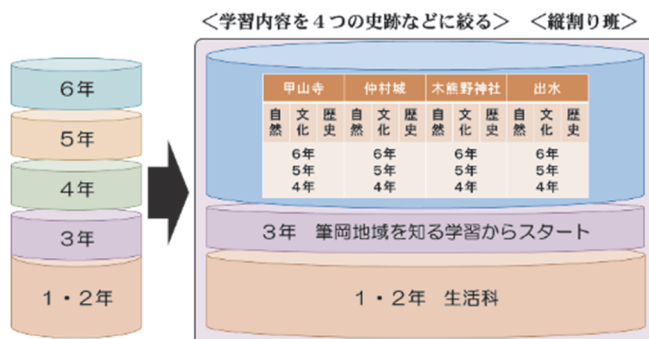 ＜学習内容を４つの史跡などに絞る＞　＜縦割り班＞
６年
５年
４年
３年
１・２年
甲山寺　仲村城　木熊野神社　出水
自然　文化　歴史　自然　文化　歴史　自然　文化　歴史　自然　文化　歴史
６年　６年　６年　６年
５年　５年　５年　５年
４年　４年　４年　４年
３年　筆岡地域を知る学習からスタート
１・２年　生活科